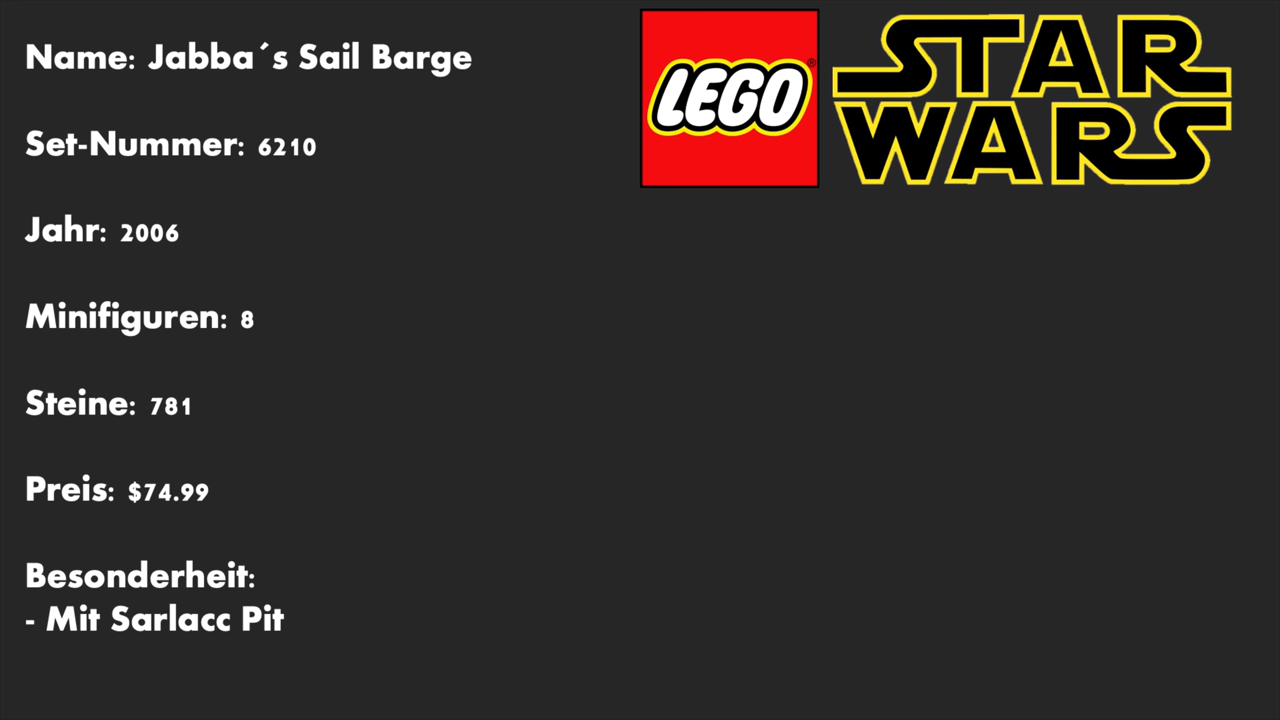 Name: Jabba´s Sail Barge
Set-Nummer: 6210
Jahr: 2006
Minifiguren: 8
Steine: 781
Preis: $74.99
Besonderheit:
- Mit Sarlacc Pit
LEGO®
STAR
WARS